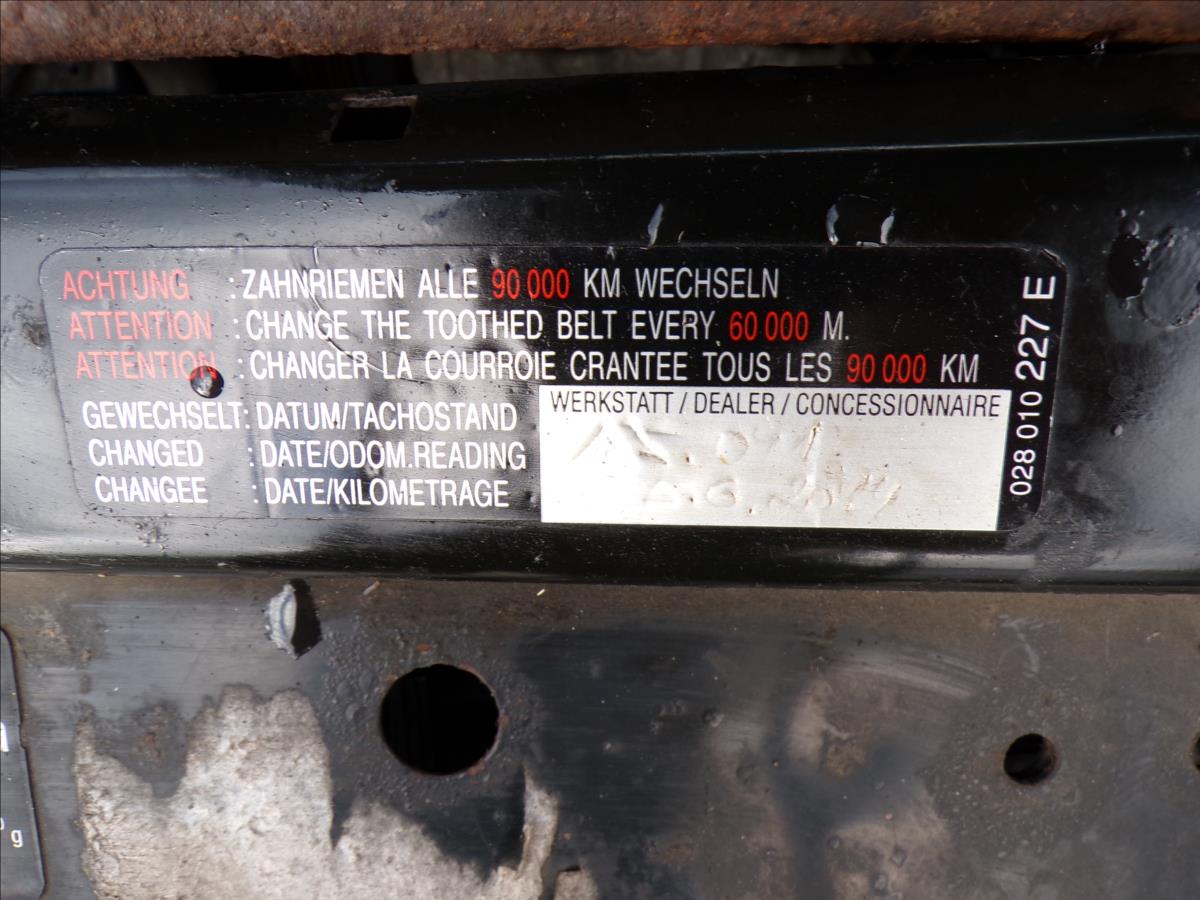 ACHTUNG : ZAHNRIEMEN ALLE 90 000 KM WECHSELN
ATTENTION : CHANGE THE TOOTHED BELT EVERY 60 000 M.
ATTENTION : CHANGER LA COURROIE CRANTEE TOUS LES 90 000 KM
GEWECHSELT: DATUM/TACHOSTAND
CHANGED : DATE/ODOM.READING
CHANGEE : DATE/KILOMETRAGE
WERKSTATT / DEALER / CONCESSIONNAIRE
028 010 227 E
g